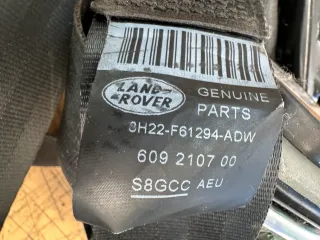 LAND-
ROVER
GENUINE
PARTS
8H22-F61294-ADW
609 2107 00
S8GCC AEU